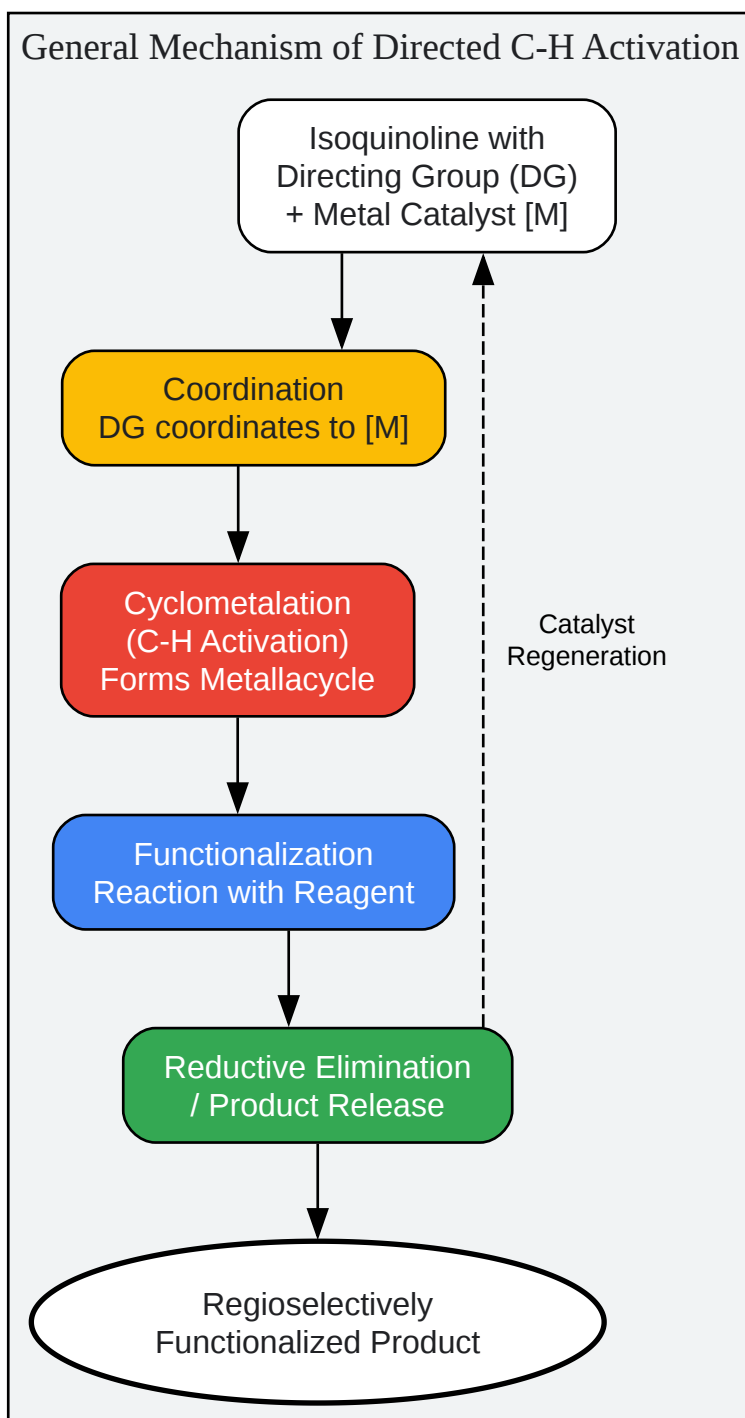 General Mechanism of Directed C-H Activation
Isoquinoline with
Directing Group (DG)
+ Metal Catalyst [M]
Coordination
DG coordinates to [M]
Cyclometalation
(C-H Activation)
Forms Metallacycle
Catalyst
Regeneration
Functionalization
Reaction with Reagent
Reductive Elimination
/ Product Release
Regioselectively
Functionalized Product